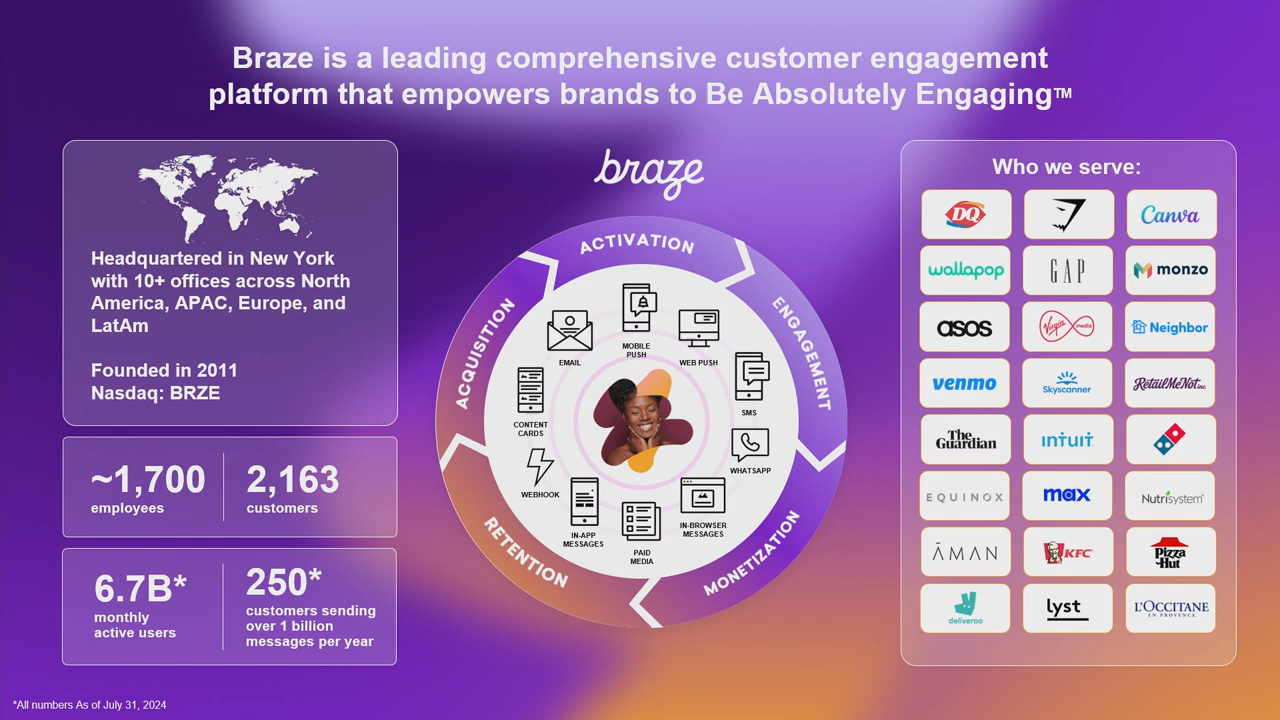 Braze is a leading comprehensive customer engagement
platform that empowers brands to Be Absolutely Engaging™
Headquartered in New York
with 10+ offices across North
America, APAC, Europe, and
LatAm
Founded in 2011
Nasdaq: BRZE
~1,700
employees
2,163
customers
6.7B*
monthly
active users
250*
customers sending
over 1 billion
messages per year
braze
ACTIVATION
ENGAGEMENT
MONETIZATION
RETENTION
ACQUISITION
EMAIL
MOBILE
PUSH
WEB PUSH
SMS
WHATSAPP
IN-BROWSER
MESSAGES
PAID
MEDIA
IN-APP
MESSAGES
WEBHOOK
CONTENT
CARDS
Who we serve:
DQ
Canva
wallapop
GAP
monzo
asos
Virgin media
Neighbor
venmo
Skyscanner
RetailMeNot Inc.
The
Guardian
intuit
EQUINOX
max
Nutrisystem®
ĀMAN
KFC
Pizza
Hut
deliveroo
lyst
L'OCCITANE
EN PROVENCE
*All numbers As of July 31, 2024